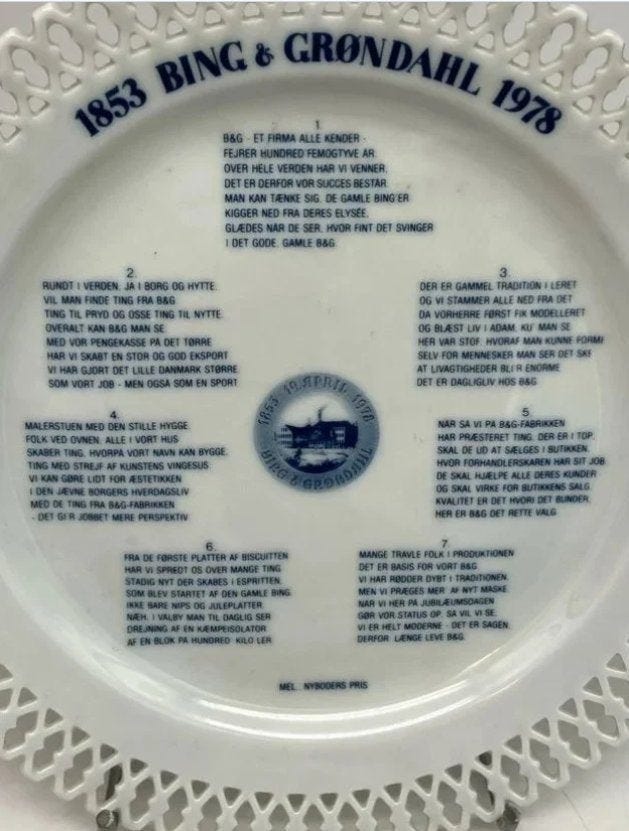 1853 BING & GRØNDAHL 1978
1
B&G - ET FIRMA ALLE KENDER -
FEJRER HUNDRED FEMOGTYVE ÅR.
OVER HELE VERDEN HAR VI VENNER,
DET ER DERFOR VOR SUCCES BESTÅR.
MAN KAN TÆNKE SIG, DE GAMLE BING'ER
KIGGER NED FRA DERES ELYSÉE,
GLÆDES NÅR DE SER, HVOR FINT DET SVINGER
I DET GODE, GAMLE B&G.
2.
RUNDT I VERDEN, JA I BORG OG HYTTE,
VIL MAN FINDE TING FRA B&G
TING TIL PRYD OG OSSE TING TIL NYTTE,
OVERALT KAN B&G MAN SE
MED VOR PENGEKASSE PÅ DET TØRRE
HAR VI SKABT EN STOR OG GOD EKSPORT
VI HAR GJORT DET LILLE DANMARK STØRRE,
SOM VORT JOB - MEN OGSÅ SOM EN SPORT
3.
DER ER GAMMEL TRADITION I LERET
OG VI STAMMER ALLE NED FRA DET
DA VORHERRE FØRST FIK MODELLERET
OG BLÆST LIV I ADAM, KU' MAN SE
HER VAR STOF, HVORAF MAN KUNNE FORME
SELV FOR MENNESKER MAN SER DET SKE
AT LIVAGTIGHEDER BLI'R ENORME
DET ER DAGLIGLIV HOS B&G
4.
MALERSTUEN MED DEN STILLE HYGGE,
FOLK VED OVNEN, ALLE I VORT HUS
SKABER TING, HVORPÅ VORT NAVN KAN BYGGE,
TING MED STREJF AF KUNSTENS VINGESUS
VI KAN GØRE LIDT FOR ÆSTETIKKEN
I DEN JÆVNE BORGERS HVERDAGSLIV
MED DE TING FRA B&G-FABRIKKEN
- DET GI'R JOBBET MERE PERSPEKTIV
1853 19. APRIL 1978
BING & GRØNDAHL
5.
NÅR SÅ VI PÅ B&G-FABRIKKEN
HAR PRÆSTERET TING, DER ER I TOP,
SKAL DE UD AT SÆLGES I BUTIKKEN,
HVOR FORHANDLERSKAREN HAR SIT JOB
DE SKAL HJÆLPE ALLE DERES KUNDER
OG SKAL VIRKE FOR BUTIKKENS SALG,
KVALITET ER DET HVORI DET BUNDER,
HER ER B&G DET RETTE VALG
6.
FRA DE FØRSTE PLATTER AF BISCUITTEN
HAR VI SPREDT OS OVER MANGE TING
STADIG NYT DER SKABES I ESPRITTEN,
SOM BLEV STARTET AF DEN GAMLE BING
IKKE BARE NIPS OG JULEPLATTER
NÆH, I VALBY MAN TIL DAGLIG SER
DREJNING AF EN KÆMPEISOLATOR
AF EN BLOK PÅ HUNDRED KILO LER
7
MANGE TRAVLE FOLK I PRODUKTIONEN
DET ER BASIS FOR VORT B&G
VI HAR RØDDER DYBT I TRADITIONEN,
MEN VI PRÆGES MER' AF NYT MÅSKE
NÅR VI HER PÅ JUBILÆUMSDAGEN
GØR VOR STATUS OP, SÅ VIL VI SE,
VI ER HELT MODERNE - DET ER SAGEN,
DERFOR: LÆNGE LEVE B&G
MEL. NYBODERS PRIS